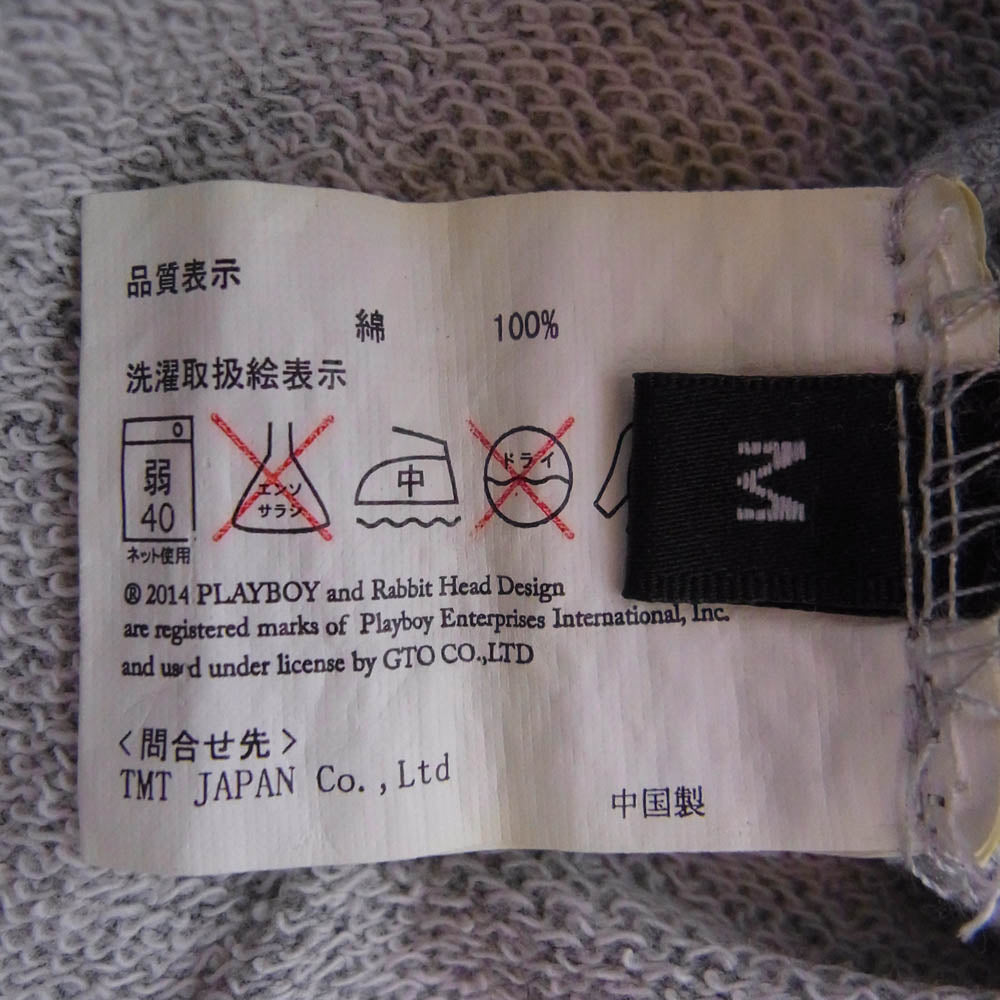 品質表示
綿 100%
洗濯取扱絵表示
弱
40
ネット使用
エンソ
サラシ
中
ドライ
M
® 2014 PLAYBOY and Rabbit Head Design
are registered marks of Playboy Enterprises International, Inc.
and used under license by GTO CO.,LTD
<問合せ先>
TMT JAPAN Co.,Ltd
中国製